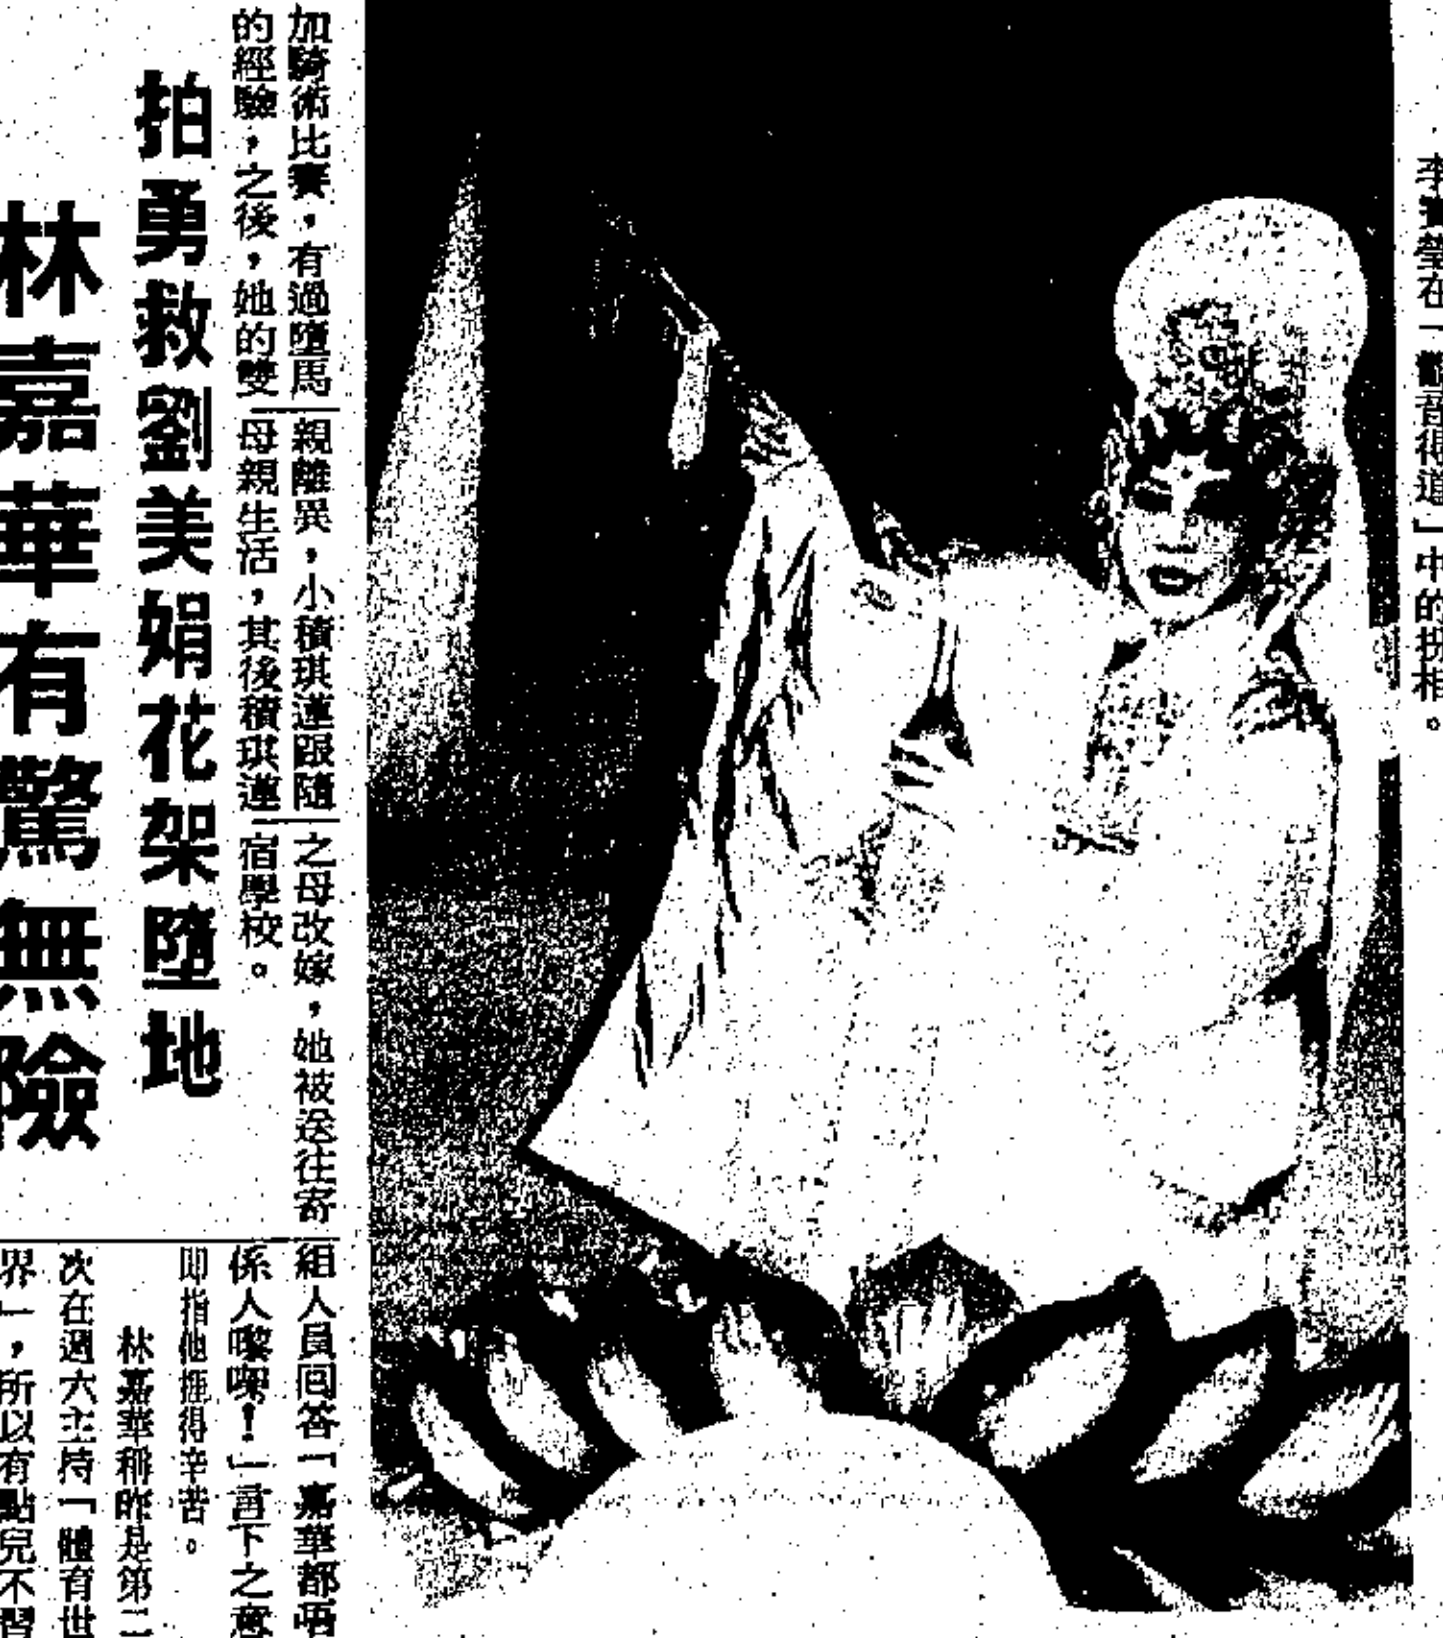 李寶瑩在「觀音得道」中的扮相。
加騎術比賽，有過墮馬
的經驗，之後，她的雙
親離異，小積琪蓮跟隨
母親生活，其後積琪蓮
之母改嫁，她被送往寄
宿學校。
拍勇救劉美娟花架墮地
林嘉華有驚無險
組人員回答「嘉華都唔
係人嚟㗎！」言下之意
即指他捱得辛苦。
林嘉華稱昨是第二
次在週六主持「體育世
界」，所以有點兒不習